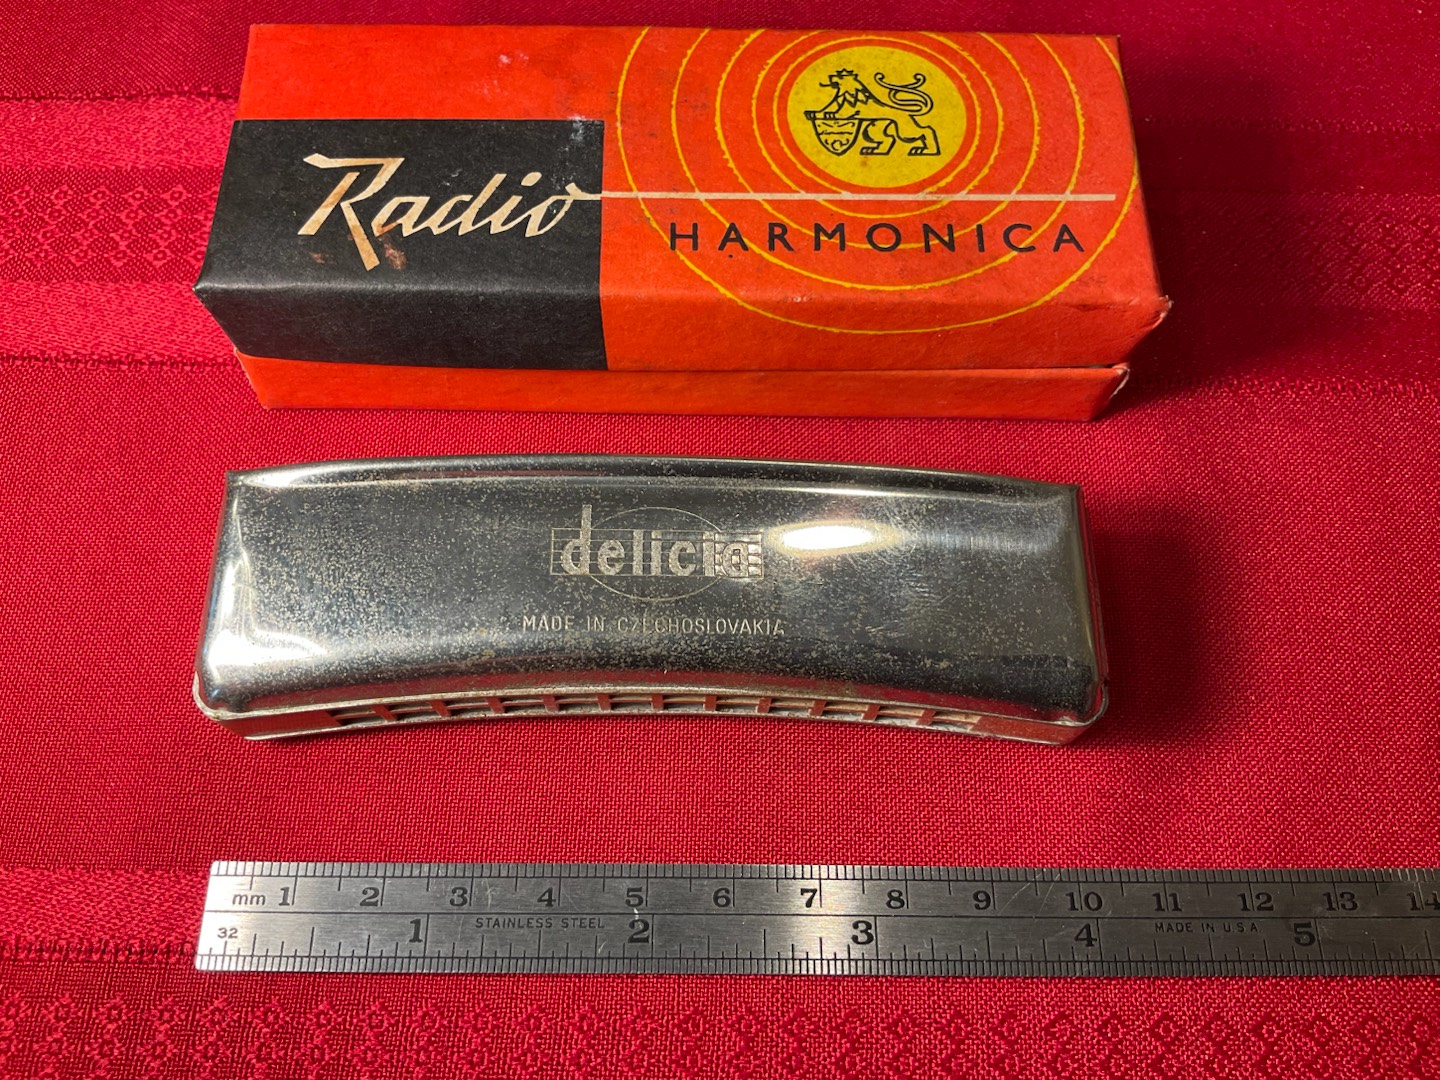 Radio
HARMONICA
delicia
MADE IN CZECHOSLOVAKIA
mm 1 2 3 4 5 6 7 8 9 10 11 12 13 14
32 1 STAINLESS STEEL 2 3 4 MADE IN USA 5